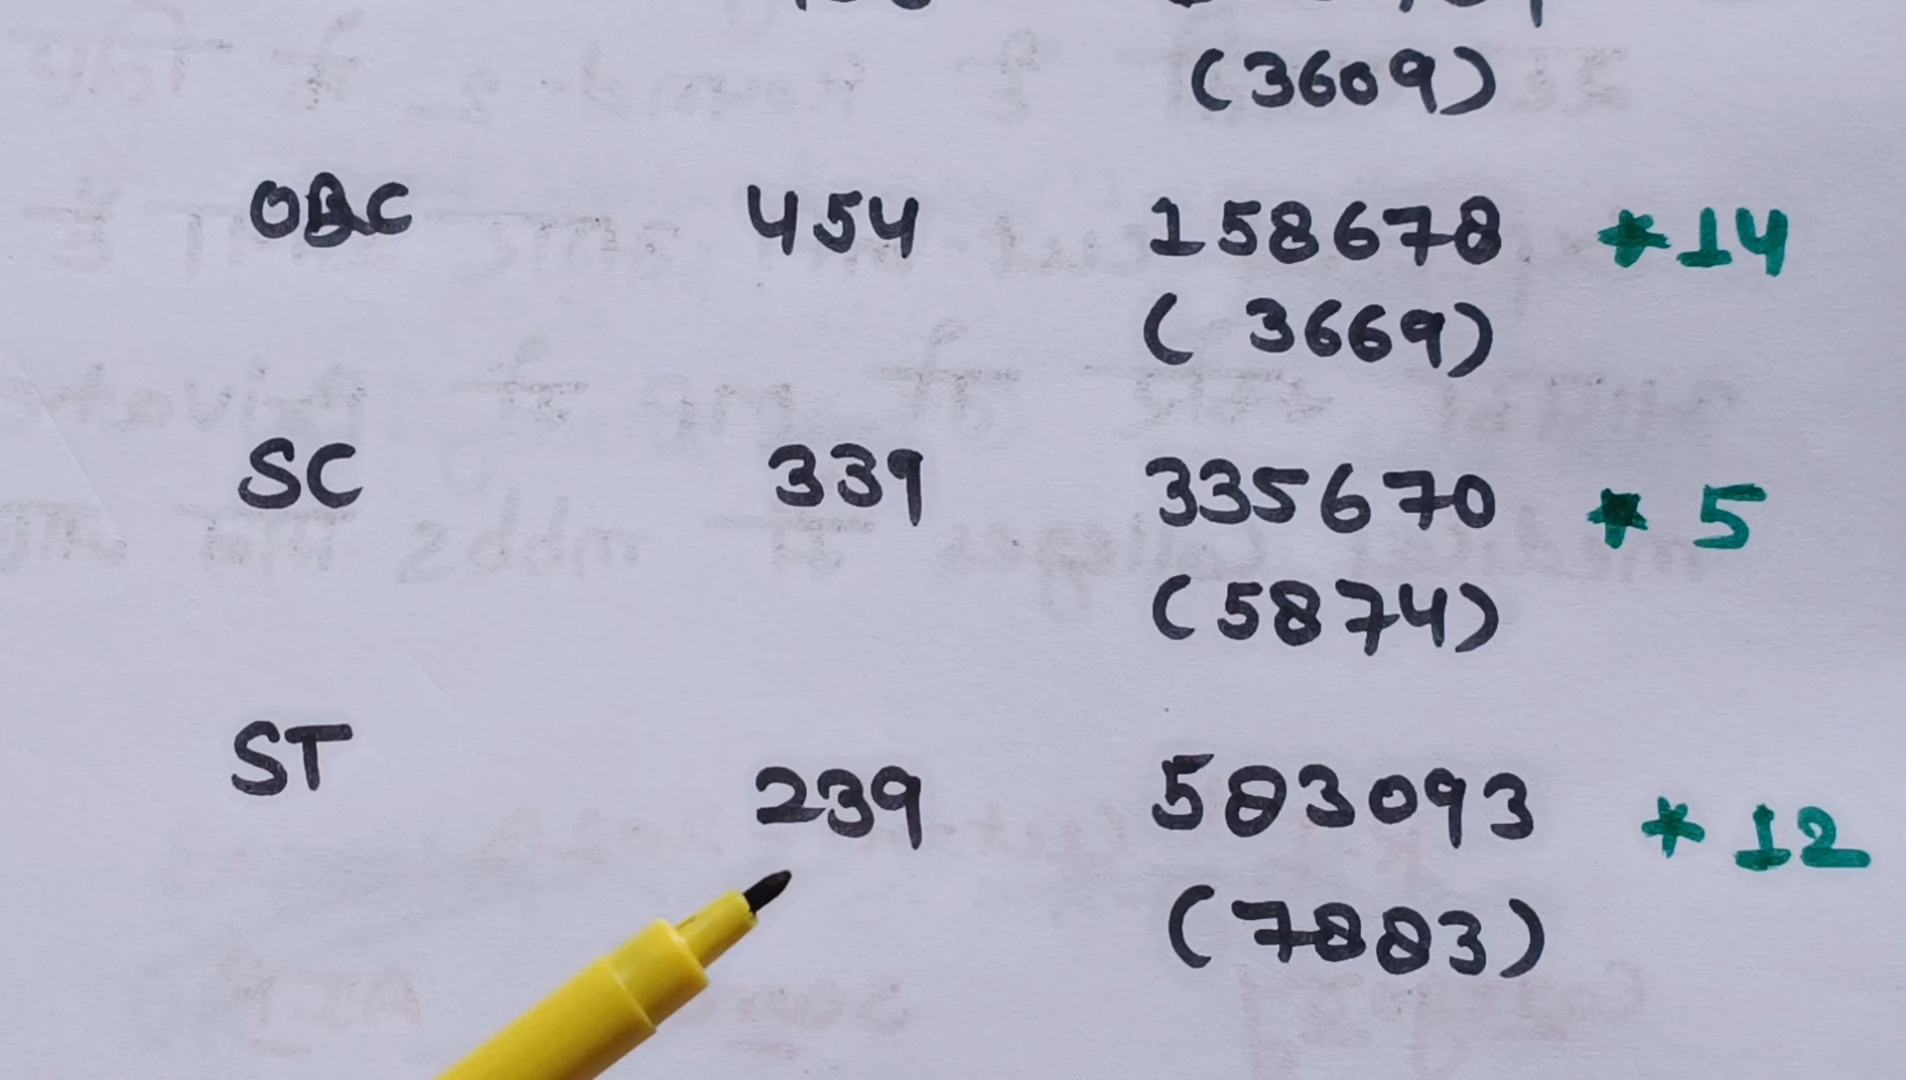 (3609)
OBC 454 158678 * 14
(3669)
SC 339 335670 * 5
(5874)
ST 239 583093 * 12
(7883)